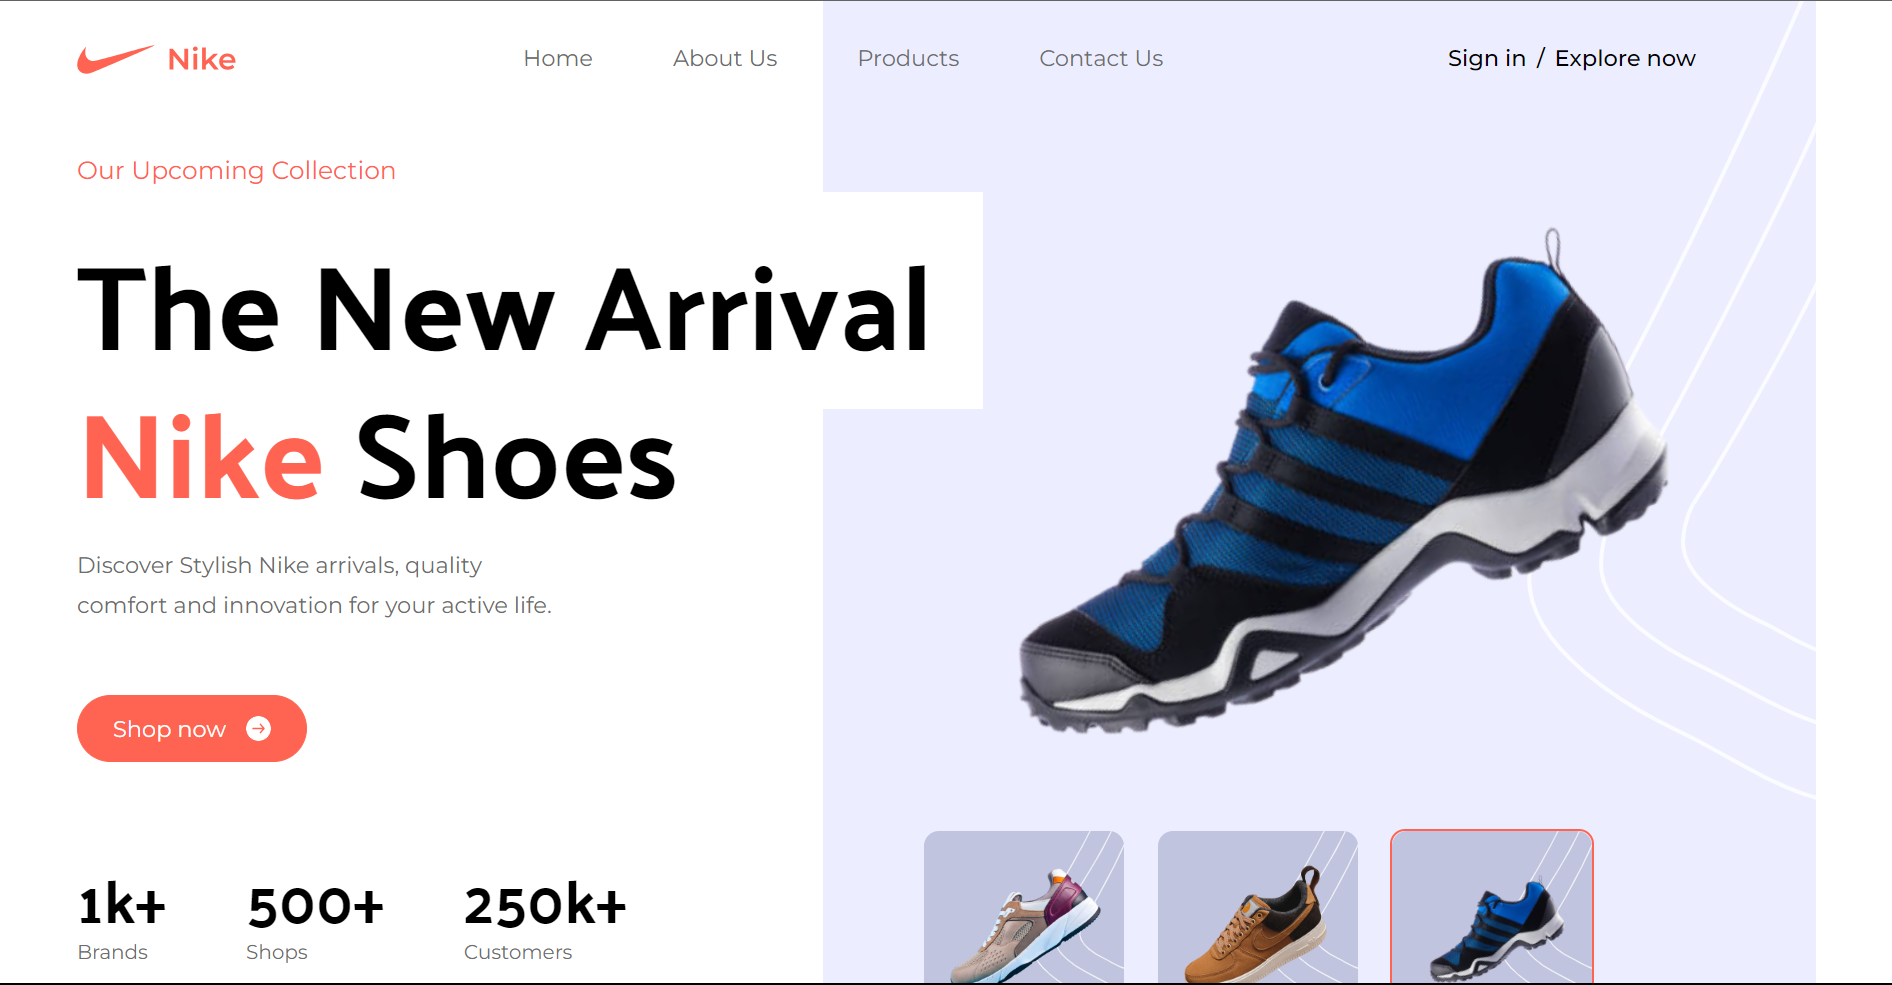 Nike
Home
About Us
Products
Contact Us
Sign in / Explore now
Our Upcoming Collection
The New Arrival
Nike Shoes
Discover Stylish Nike arrivals, quality
comfort and innovation for your active life.
Shop now
1k+
Brands
500+
Shops
250k+
Customers